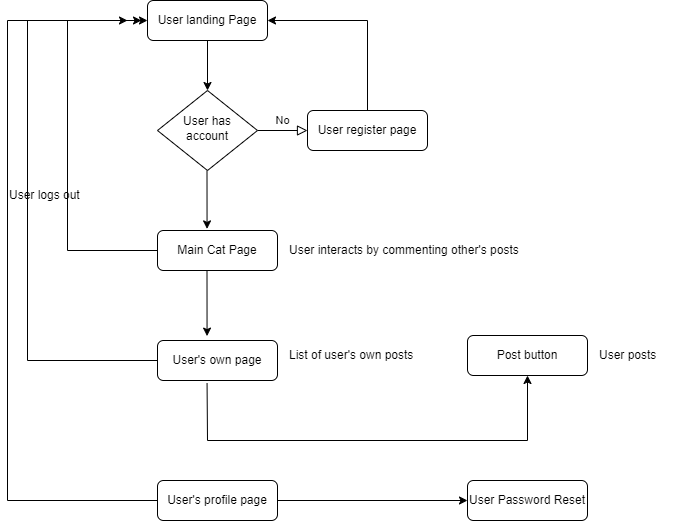 User landing Page
User has
account
No
User register page
User logs out
Main Cat Page
User interacts by commenting other's posts
User's own page
List of user's own posts
Post button
User posts
User's profile page
User Password Reset